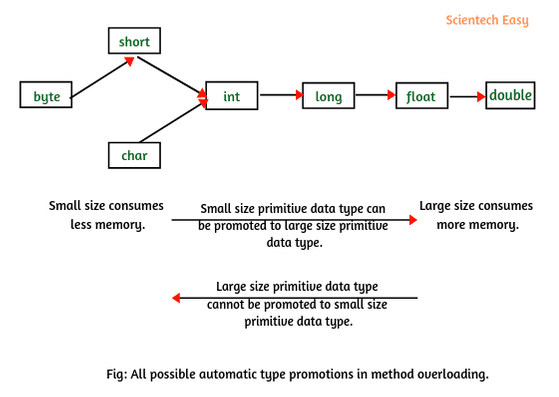 Scientech Easy
short
byte
int
long
float
double
char
Small size consumes
less memory.
Small size primitive data type can
be promoted to large size primitive
data type.
Large size consumes
more memory.
Large size primitive data type
cannot be promoted to small size
primitive data type.
Fig: All possible automatic type promotions in method overloading.